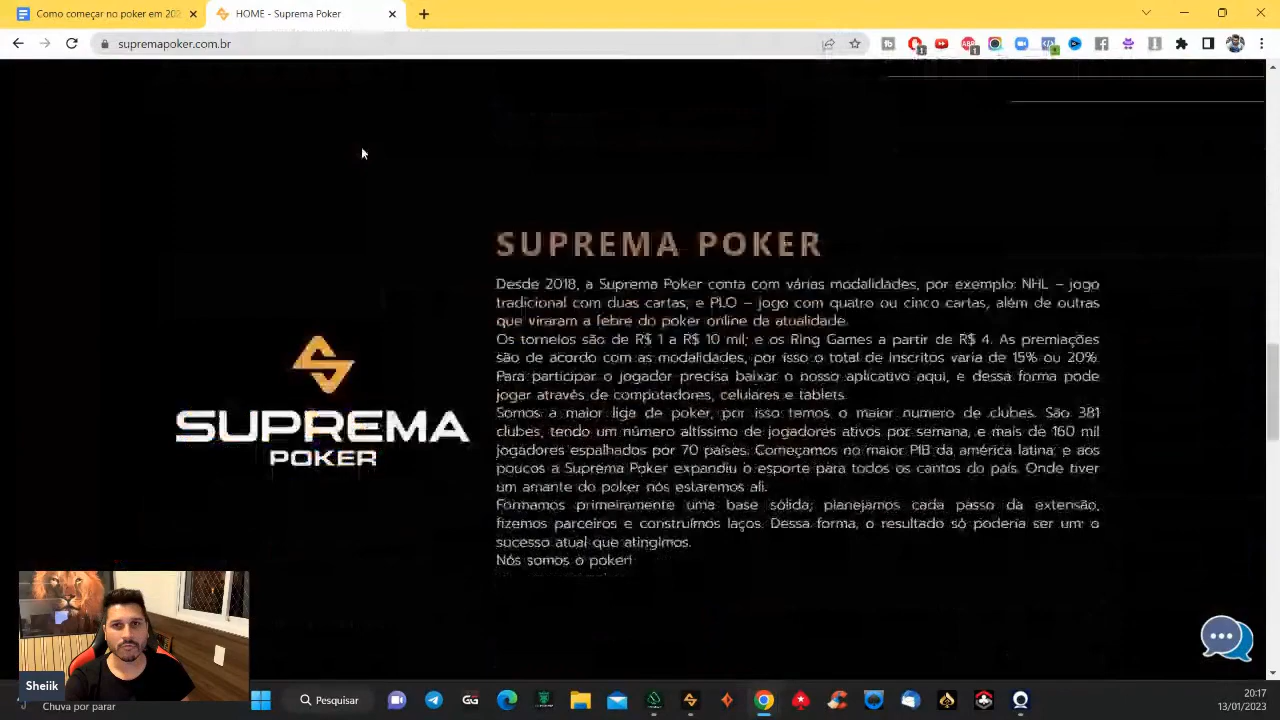 Como começar no poker em 202
HOME - Suprema Poker
supremapoker.com.br
SUPREMA POKER
Desde 2018, a Suprema Poker conta com várias modalidades, por exemplo: NHL – jogo
tradicional com duas cartas, e PLO – jogo com quatro ou cinco cartas, além de outras
que viraram a febre do poker online da atualidade.
Os torneios são de R$ 1 a R$ 10 mil; e os Ring Games a partir de R$ 4. As premiações
são de acordo com as modalidades, por isso o total de inscritos varia de 15% ou 20%.
Para participar o jogador precisa baixar o nosso aplicativo aqui, e dessa forma pode
jogar através de computadores, celulares e tablets.
Somos a maior liga de poker, por isso temos o maior numero de clubes. São 381
clubes, tendo um número altíssimo de jogadores ativos por semana, e mais de 160 mil
jogadores espalhados por 70 países. Começamos no maior PIB da américa latina e aos
poucos a Suprema Poker expandiu o esporte para todos os cantos do país. Onde tiver
um amante do poker nós estaremos ali.
Formamos primeiramente uma base sólida, planejamos cada passo da extensão,
fizemos parceiros e construímos laços. Dessa forma, o resultado só poderia ser um: o
sucesso atual que atingimos.
Nós somos o poker!
SUPREMA
POKER
Sheiik
Chuva por parar
Pesquisar
GG
20:17
13/01/2023